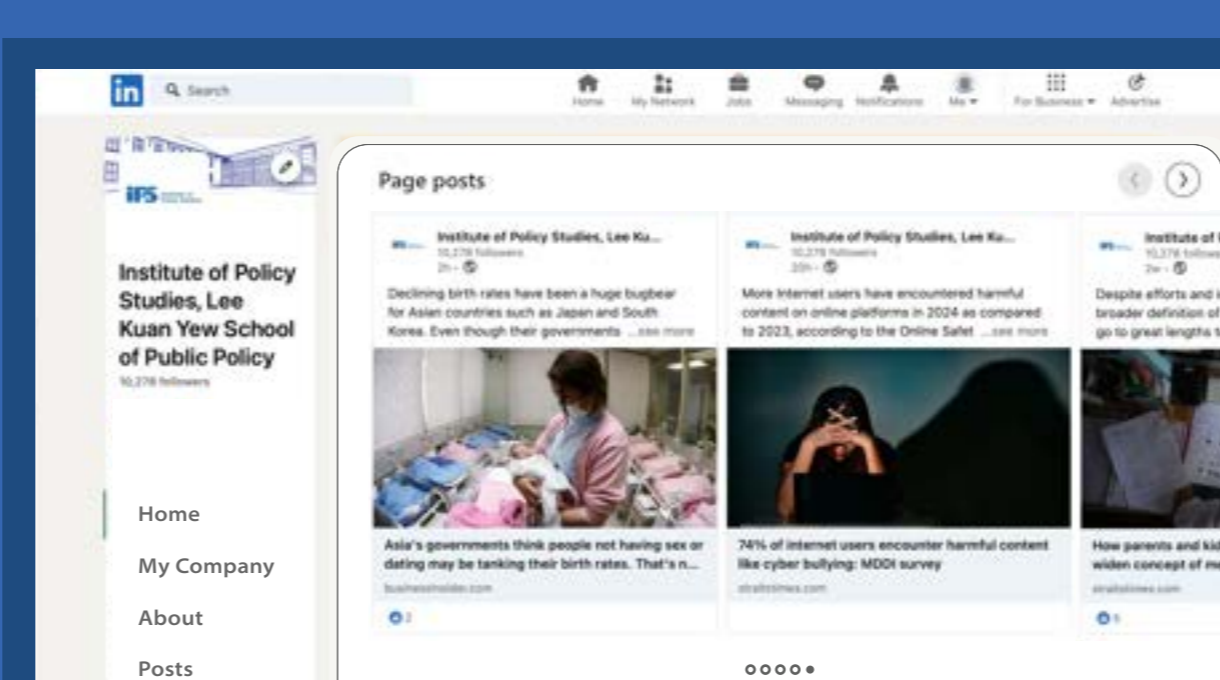 in
Search
Home
My Network
Jobs
Messaging
Notifications
Me
For Business
Advertise
iPS
Institute of Policy
Studies, Lee
Kuan Yew School
of Public Policy
10,278 followers
Home
My Company
About
Posts
Page posts
Institute of Policy Studies, Lee Ku...
10,278 followers
2h
Declining birth rates have been a huge bugbear
for Asian countries such as Japan and South
Korea. Even though their governments ...see more
Asia's governments think people not having sex or
dating may be tanking their birth rates. That's n...
businessinsider.com
2
Institute of Policy Studies, Lee Ku...
10,278 followers
20h
More Internet users have encountered harmful
content on online platforms in 2024 as compared
to 2023, according to the Online Safet ...see more
74% of internet users encounter harmful content
like cyber bullying: MDDI survey
straitstimes.com
Institute of
10,278
2w
Despite efforts and
broader definition of
go to great lengths
How parents and
widen concept of
straitstimes.com